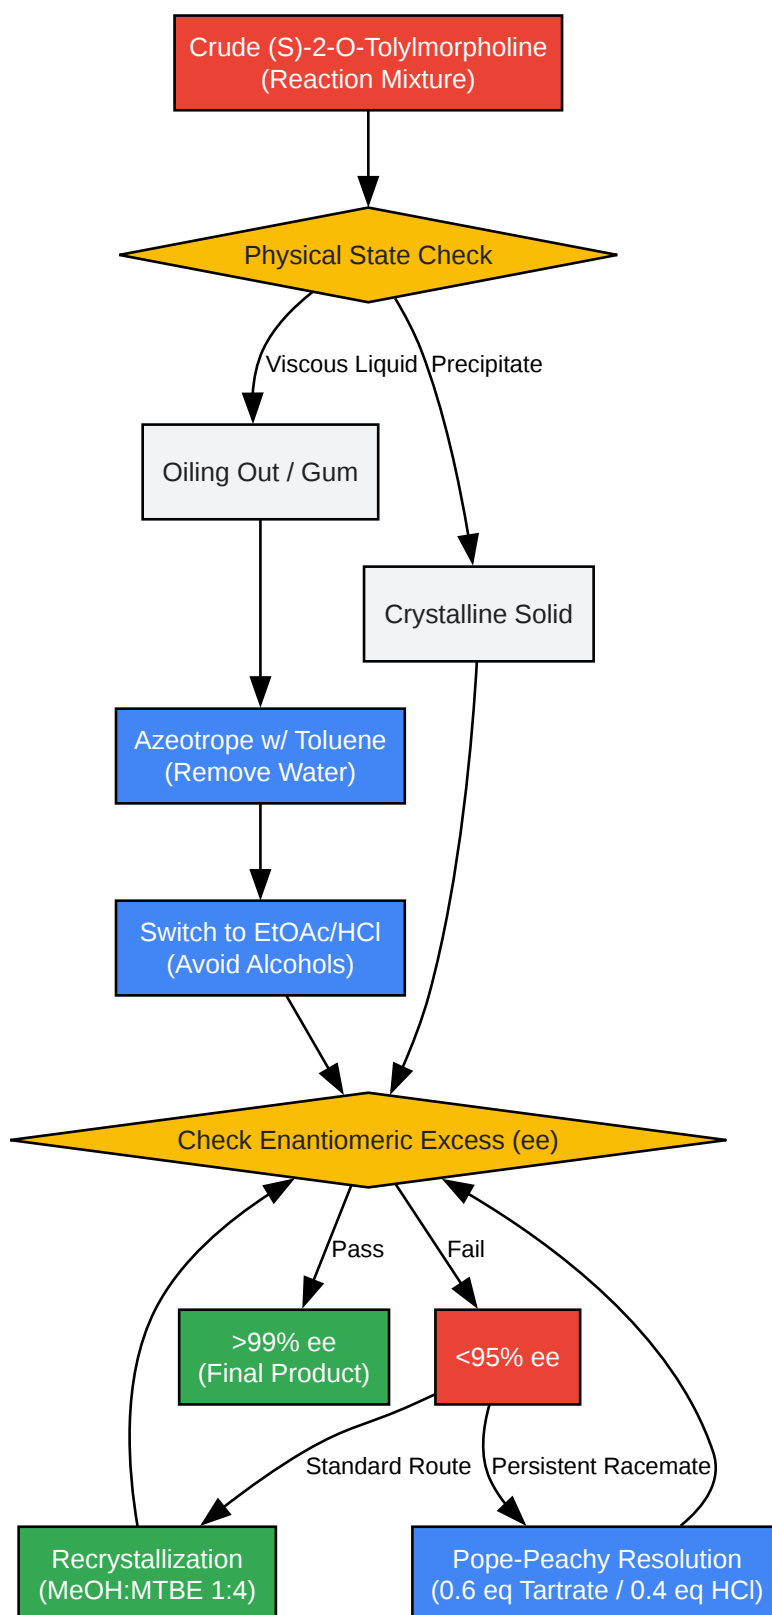 Crude (S)-2-O-Tolylmorpholine
(Reaction Mixture)
Physical State Check
Viscous Liquid
Precipitate
Oiling Out / Gum
Crystalline Solid
Azeotrope w/ Toluene
(Remove Water)
Switch to EtOAc/HCl
(Avoid Alcohols)
Check Enantiomeric Excess (ee)
Pass
Fail
>99% ee
(Final Product)
<95% ee
Standard Route
Persistent Racemate
Recrystallization
(MeOH:MTBE 1:4)
Pope-Peachy Resolution
(0.6 eq Tartrate / 0.4 eq HCl)